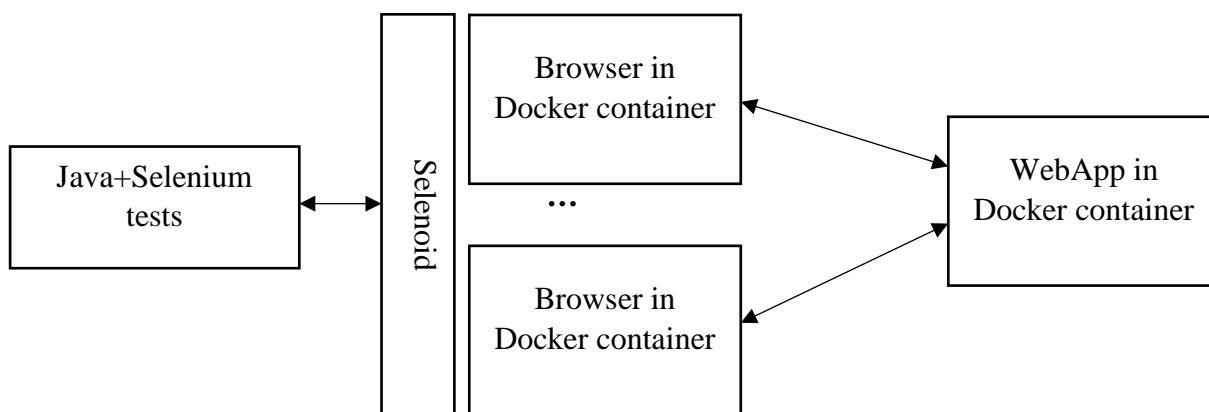 Java+Selenium
tests
Selenoid
Browser in
Docker container
...
Browser in
Docker container
WebApp in
Docker container